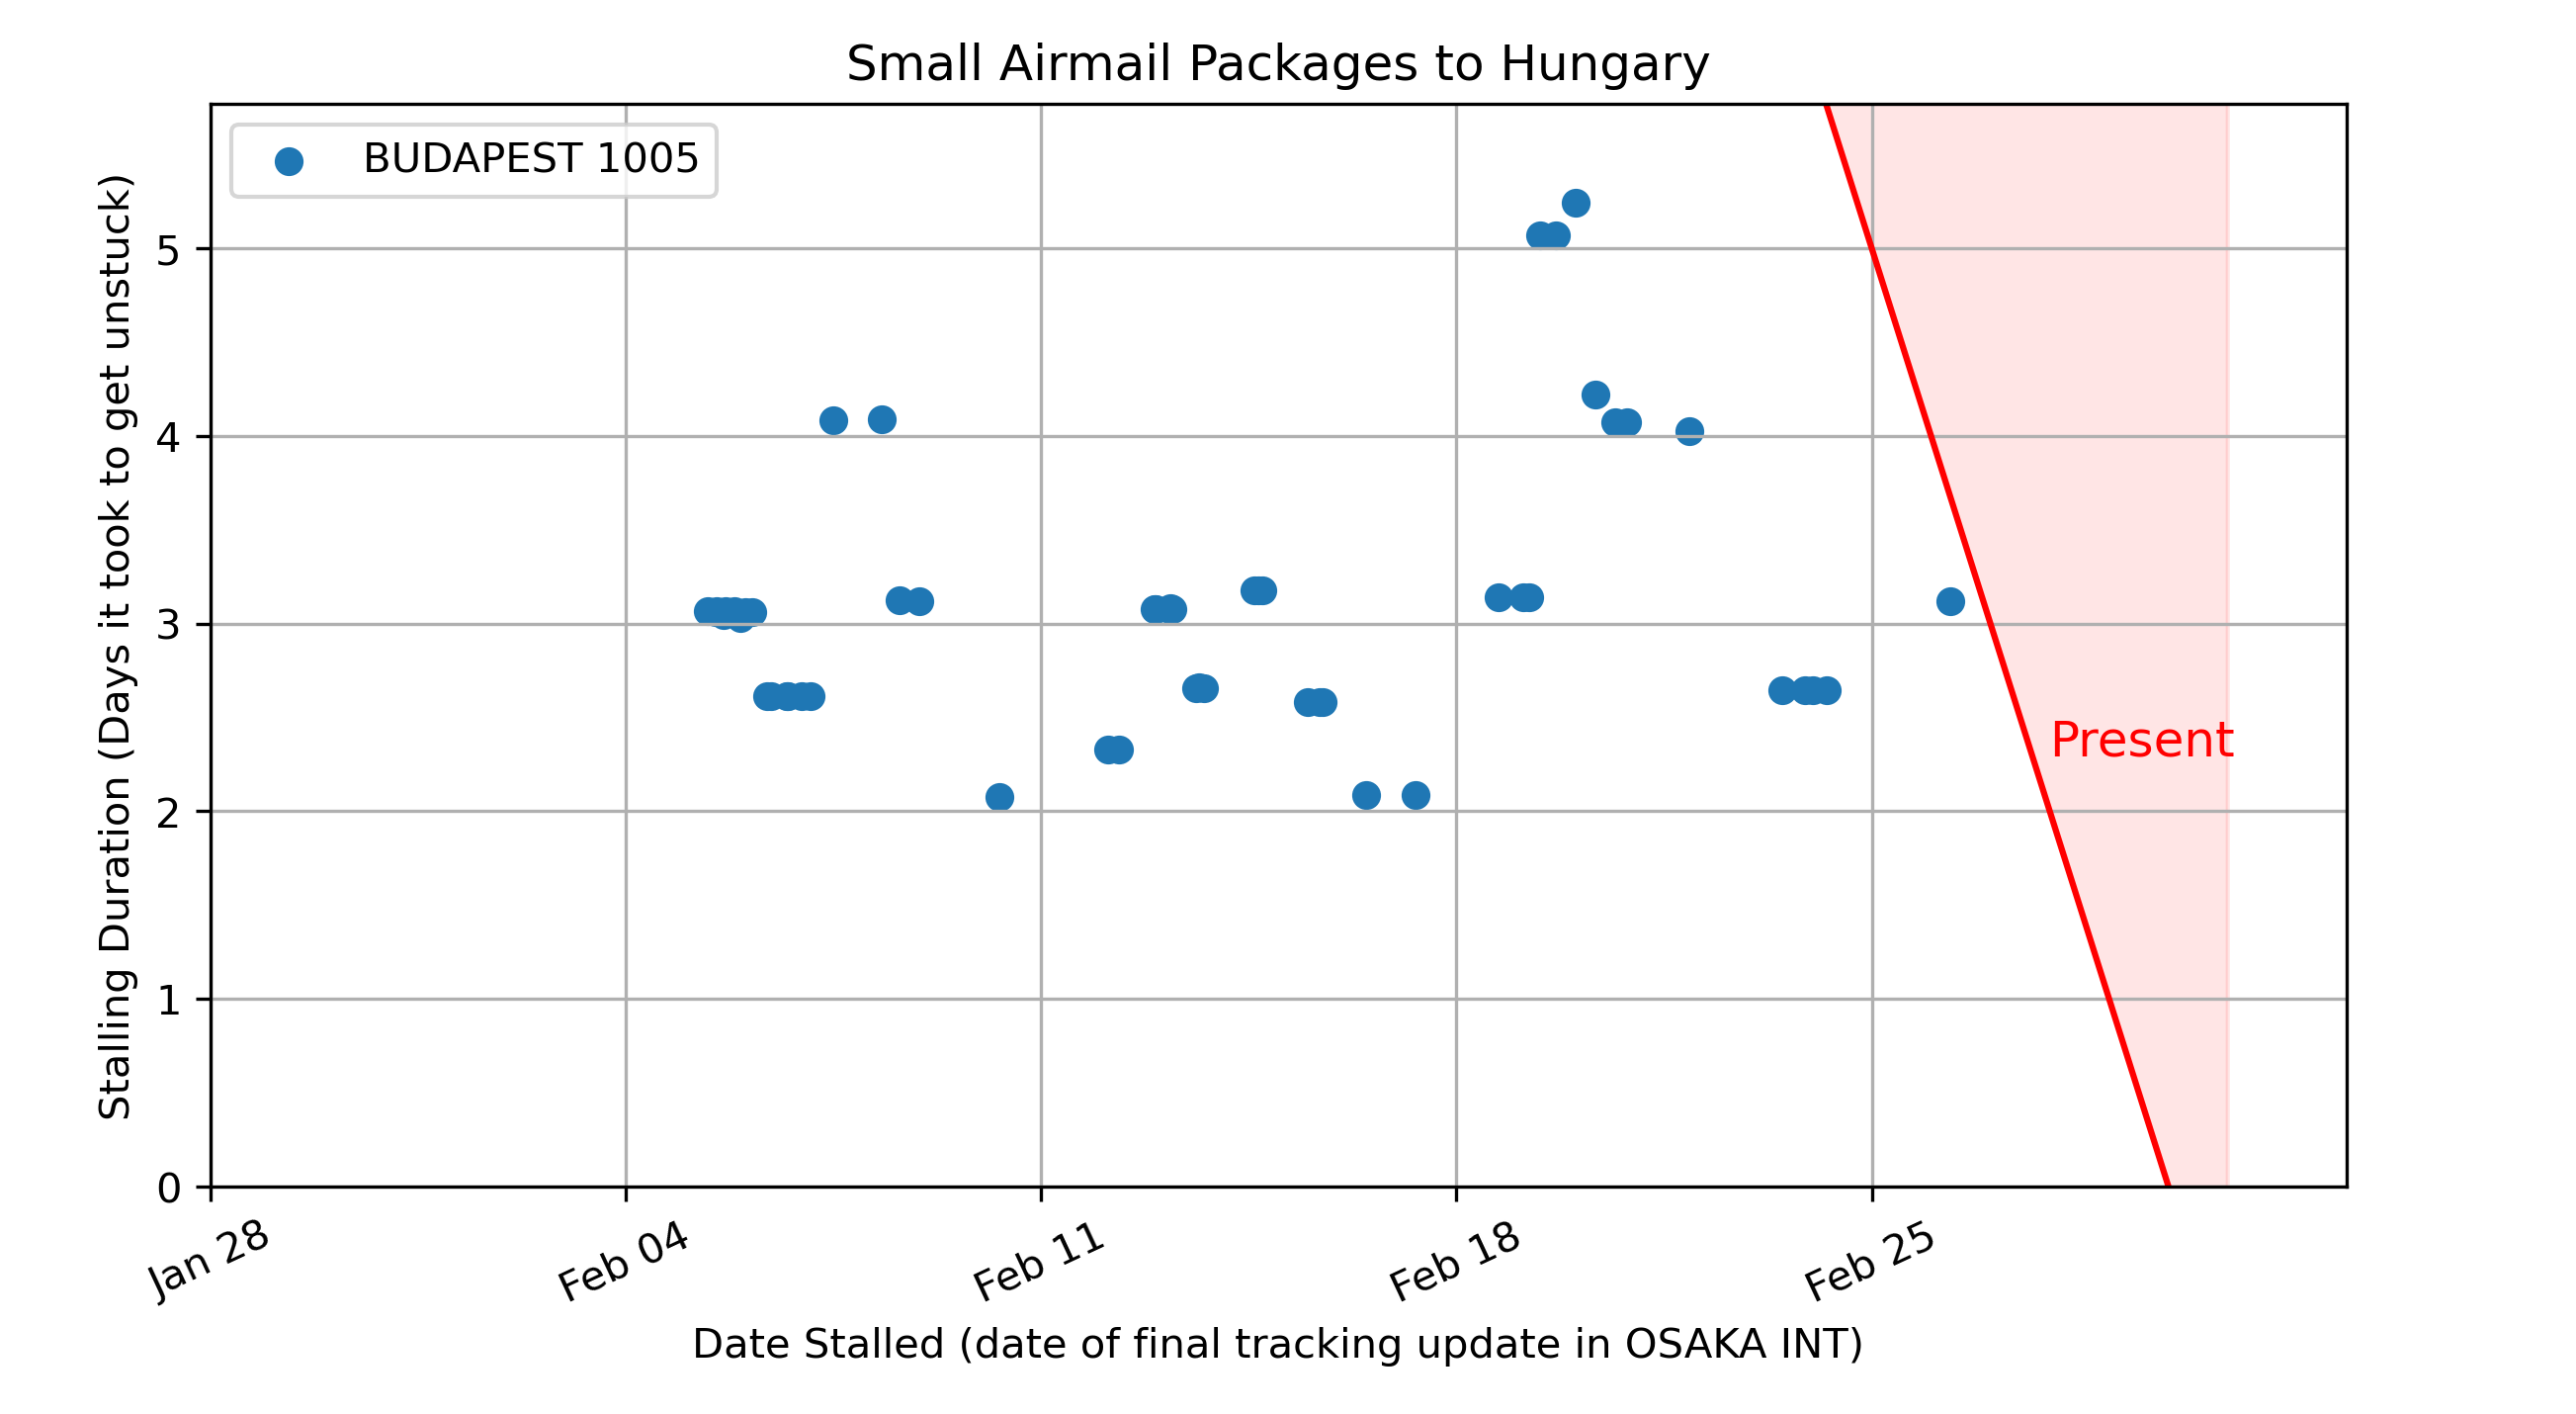 Small Airmail Packages to Hungary
BUDAPEST 1005
Stalling Duration (Days it took to get unstuck)
5
4
3
2
1
0
Present
Jan 28
Feb 04
Feb 11
Feb 18
Feb 25
Date Stalled (date of final tracking update in OSAKA INT)